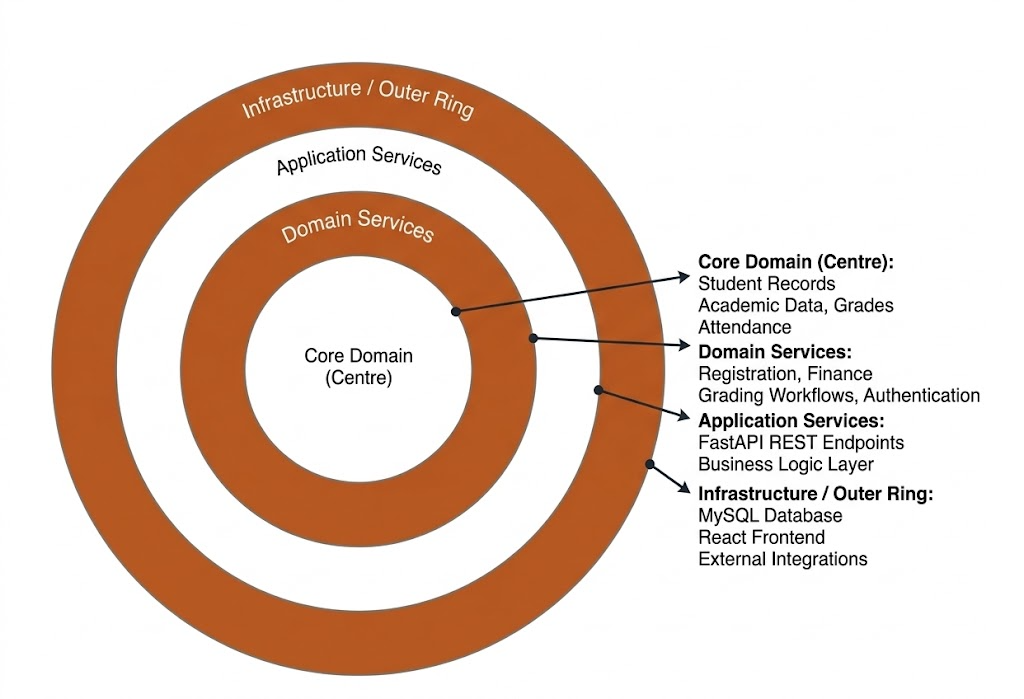 Infrastructure / Outer Ring
Application Services
Domain Services
Core Domain
(Centre)
Core Domain (Centre):
Student Records
Academic Data, Grades
Attendance
Domain Services:
Registration, Finance
Grading Workflows, Authentication
Application Services:
FastAPI REST Endpoints
Business Logic Layer
Infrastructure / Outer Ring:
MySQL Database
React Frontend
External Integrations